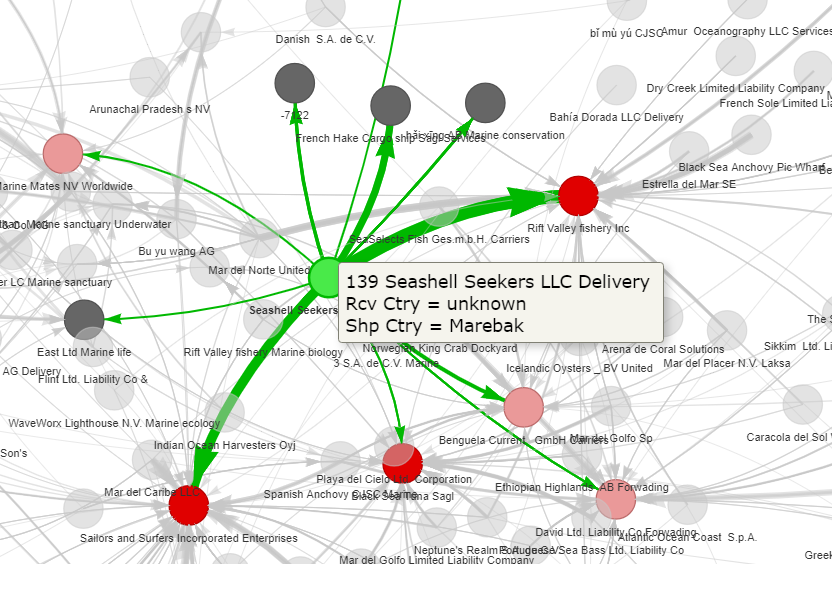 Danish S.A. de C.V.
bǐ mù yú CJSC
Amur Oceanography LLC Services
Arunachal Pradesh s NV
-7122
French Hake Cargo ship Sagl Services
Marine conservation
Dry Creek Limited Liability Company
French Sole Limited
Bahía Dorada LLC Delivery
Black Sea Anchovy Pic Wharf
Estrella del Mar SE
Marine Mates NV Worldwide
Marine sanctuary Underwater
Rift Valley fishery Inc
SeaSelects Fish Ges.m.b.H. Carriers
Bu yu wang AG
Mar del Norte United
LC Marine sanctuary
139 Seashell Seekers LLC Delivery
Rcv Ctry = unknown
Shp Ctry = Marebak
Seashell Seekers
The S
East Ltd Marine life
Rift Valley fishery Marine biology
Norwegian King Crab Dockyard
Arena de Coral Solutions
Sikkim Ltd.
3 S.A. de C.V. Marine
Icelandic Oysters _ BV United
Mar del Placer N.V. Laksa
AG Delivery
Flint Ltd. Liability Co &
WaveWorx Lighthouse N.V. Marine ecology
Indian Ocean Harvesters Oyj
Benguela Current GmbH Carriers
Mar del Golfo Sp
Caracola del Sol
Son's
Playa del Cielo Ltd. Corporation
Mar del Caribe
Spanish Anchovy CJSC Marine
Black Sea Tuna Sagl
Ethiopian Highlands AB Forwading
Sailors and Surfers Incorporated Enterprises
David Ltd. Liability Co Forwading
Atlantic Ocean Coast S.p.A.
Neptune's Realm
Sea Bass Ltd. Liability Co
Mar del Golfo Limited Liability Company
Greek